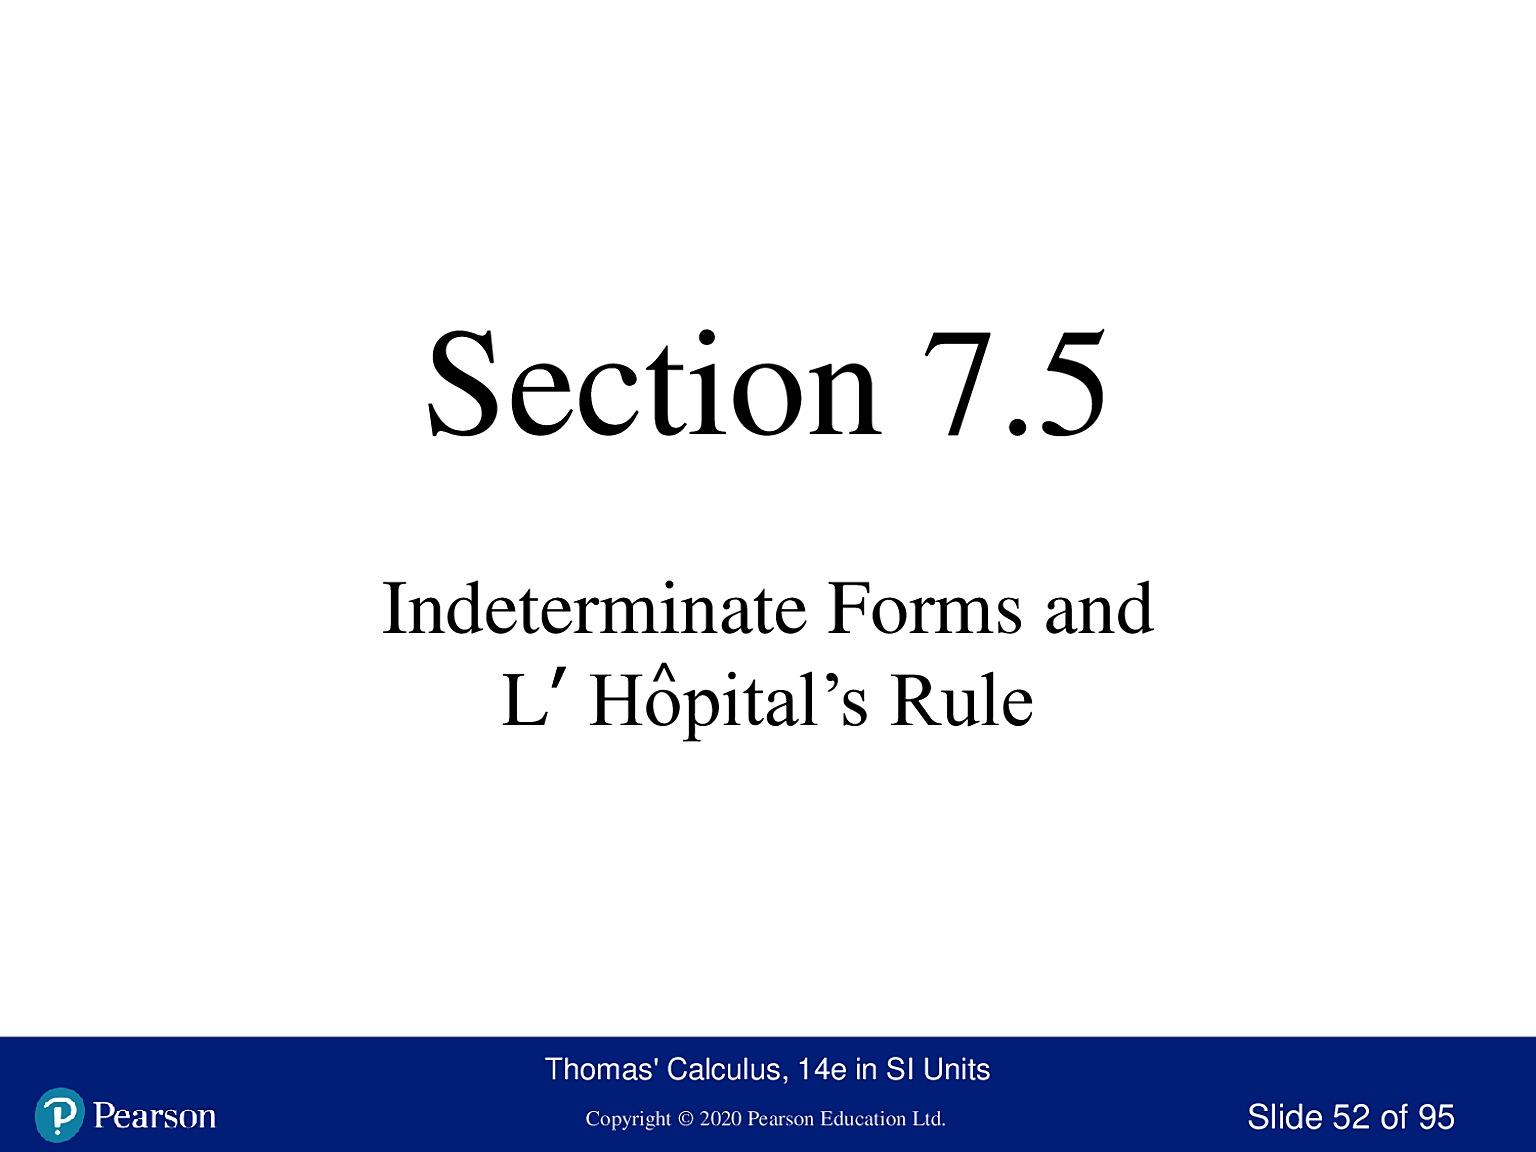 Section 7.5
Indeterminate Forms and
L′ Hôpital’s Rule
Thomas' Calculus, 14e in SI Units
Pearson
Copyright © 2020 Pearson Education Ltd.
Slide 52 of 95